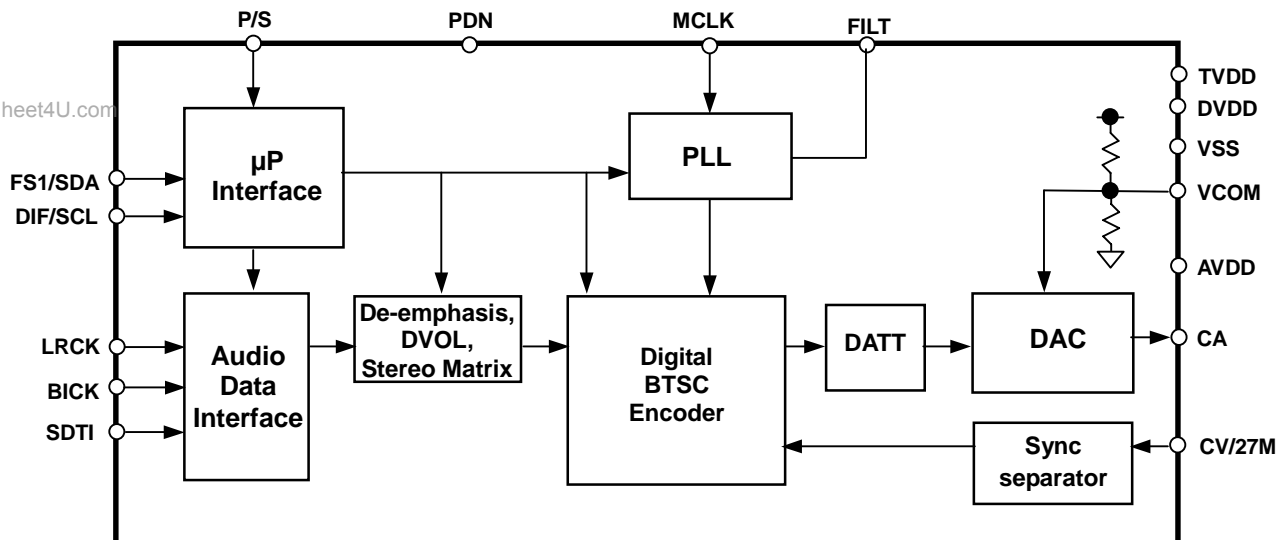 P/S
PDN
MCLK
FILT
heet4U.com
TVDD
DVDD
VSS
VCOM
AVDD
CA
CV/27M
FS1/SDA
DIF/SCL
LRCK
BICK
SDTI
µP
Interface
PLL
Audio
Data
Interface
De-emphasis,
DVOL,
Stereo Matrix
Digital
BTSC
Encoder
DATT
DAC
Sync
separator